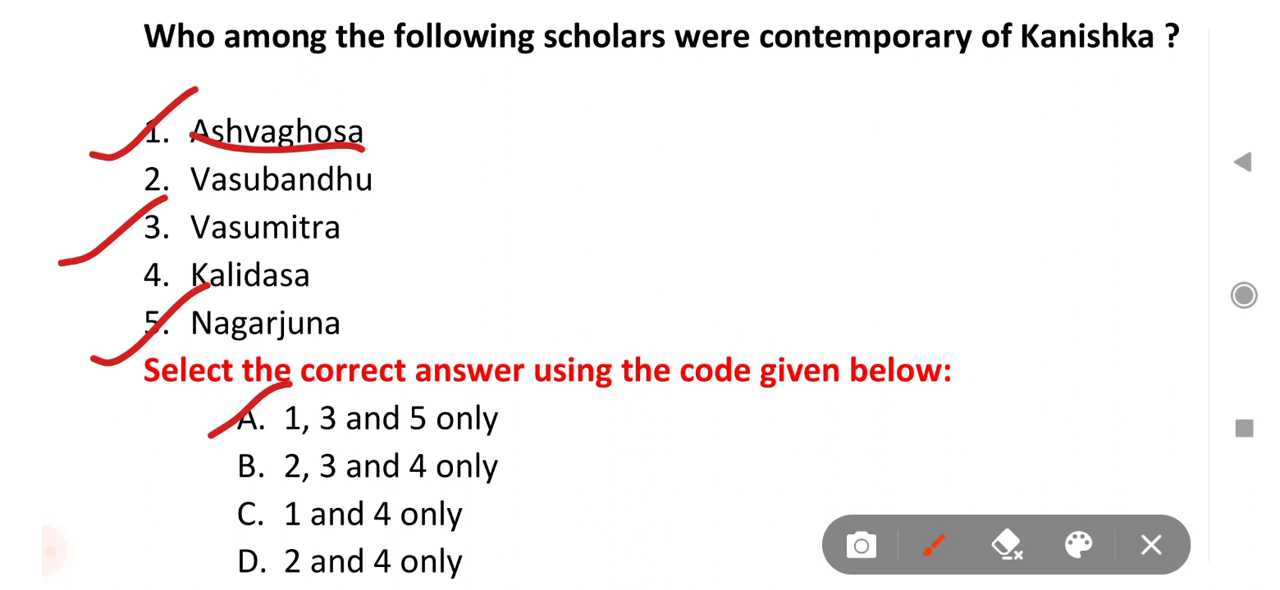 Who among the following scholars were contemporary of Kanishka ?
1. Ashvaghosa
2. Vasubandhu
3. Vasumitra
4. Kalidasa
5. Nagarjuna
Select the correct answer using the code given below:
A. 1, 3 and 5 only
B. 2, 3 and 4 only
C. 1 and 4 only
D. 2 and 4 only